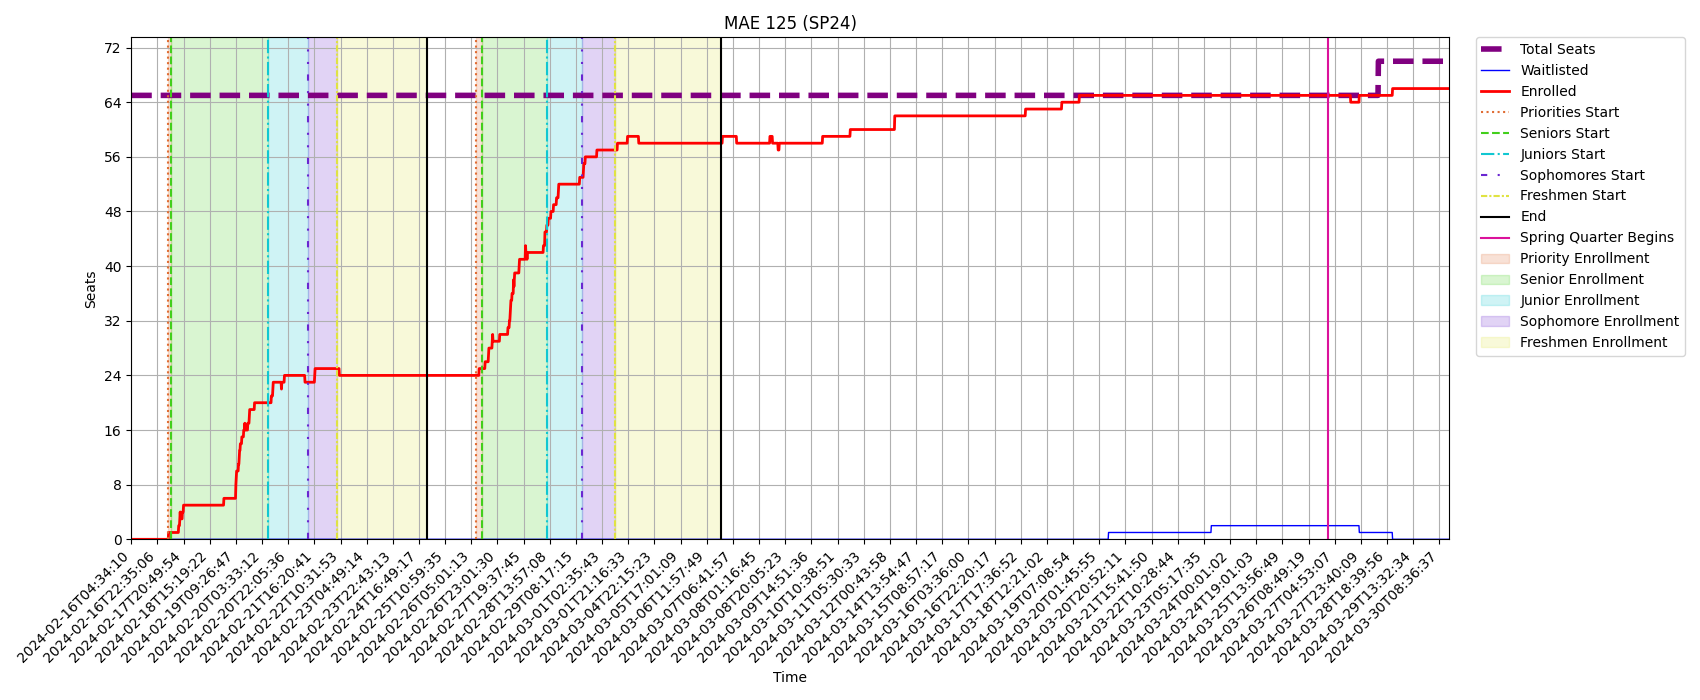 MAE 125 (SP24)
72
64
56
48
40
32
24
16
8
0
Seats
2024-02-16T04:34:10
2024-02-16T22:35:06
2024-02-17T20:49:54
2024-02-18T15:19:22
2024-02-19T09:26:47
2024-02-20T03:33:12
2024-02-20T22:05:36
2024-02-21T16:20:41
2024-02-22T10:31:53
2024-02-23T04:49:14
2024-02-23T22:43:13
2024-02-24T16:49:17
2024-02-25T10:59:35
2024-02-26T05:01:13
2024-02-26T23:01:30
2024-02-27T19:37:45
2024-02-28T13:57:08
2024-02-29T08:17:15
2024-03-01T02:35:43
2024-03-01T21:16:33
2024-03-04T22:15:23
2024-03-05T17:01:09
2024-03-06T11:57:49
2024-03-07T06:41:57
2024-03-08T01:16:45
2024-03-08T20:05:23
2024-03-09T14:51:36
2024-03-10T10:38:51
2024-03-11T05:30:33
2024-03-12T00:43:58
2024-03-14T13:54:47
2024-03-15T08:57:17
2024-03-16T03:36:00
2024-03-16T22:20:17
2024-03-17T17:36:52
2024-03-18T12:21:02
2024-03-19T07:08:54
2024-03-20T01:45:55
2024-03-20T20:52:11
2024-03-21T15:41:50
2024-03-22T10:28:44
2024-03-23T05:17:35
2024-03-24T00:01:02
2024-03-24T19:01:03
2024-03-25T13:56:49
2024-03-26T08:49:19
2024-03-27T04:53:07
2024-03-27T23:40:09
2024-03-28T18:39:56
2024-03-29T13:32:34
2024-03-30T08:36:37
Time
Total Seats
Waitlisted
Enrolled
Priorities Start
Seniors Start
Juniors Start
Sophomores Start
Freshmen Start
End
Spring Quarter Begins
Priority Enrollment
Senior Enrollment
Junior Enrollment
Sophomore Enrollment
Freshmen Enrollment